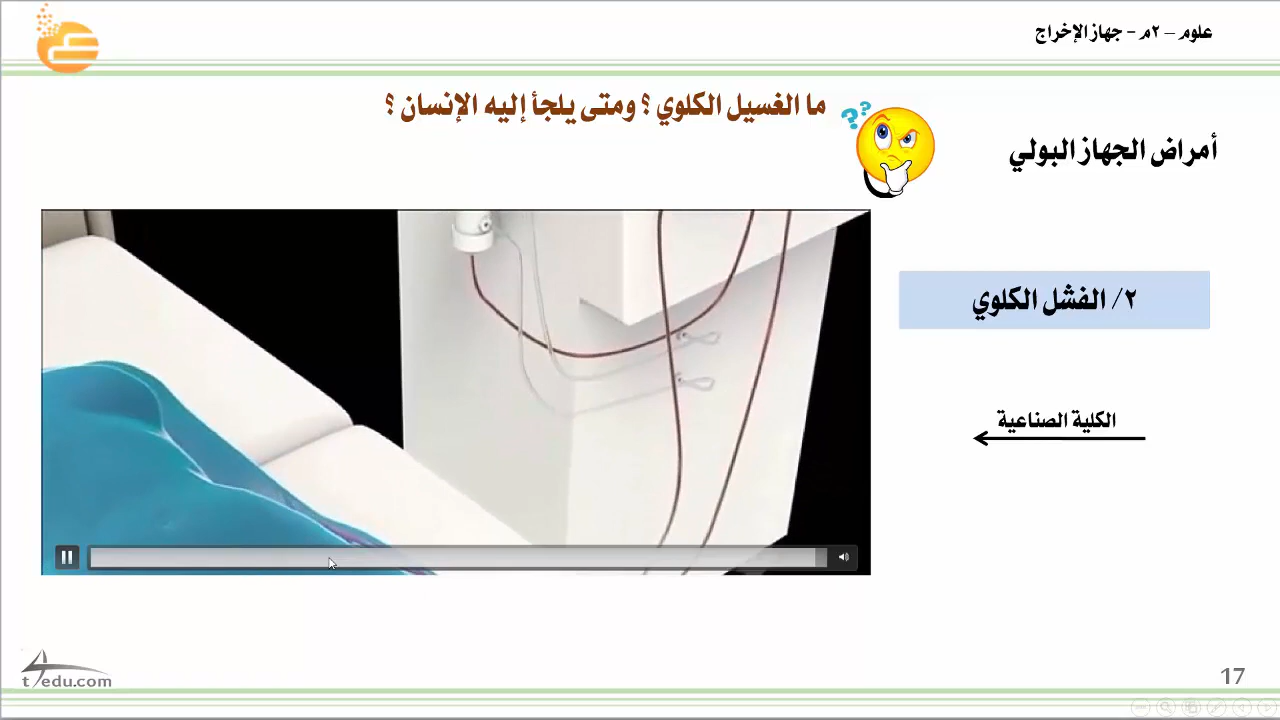 علوم – ٢م – جهاز الإخراج
ما الغسيل الكلوي ؟ ومتى يلجأ إليه الإنسان ؟
أمراض الجهاز البولي
٢/ الفشل الكلوي
الكلية الصناعية
t4edu.com
17